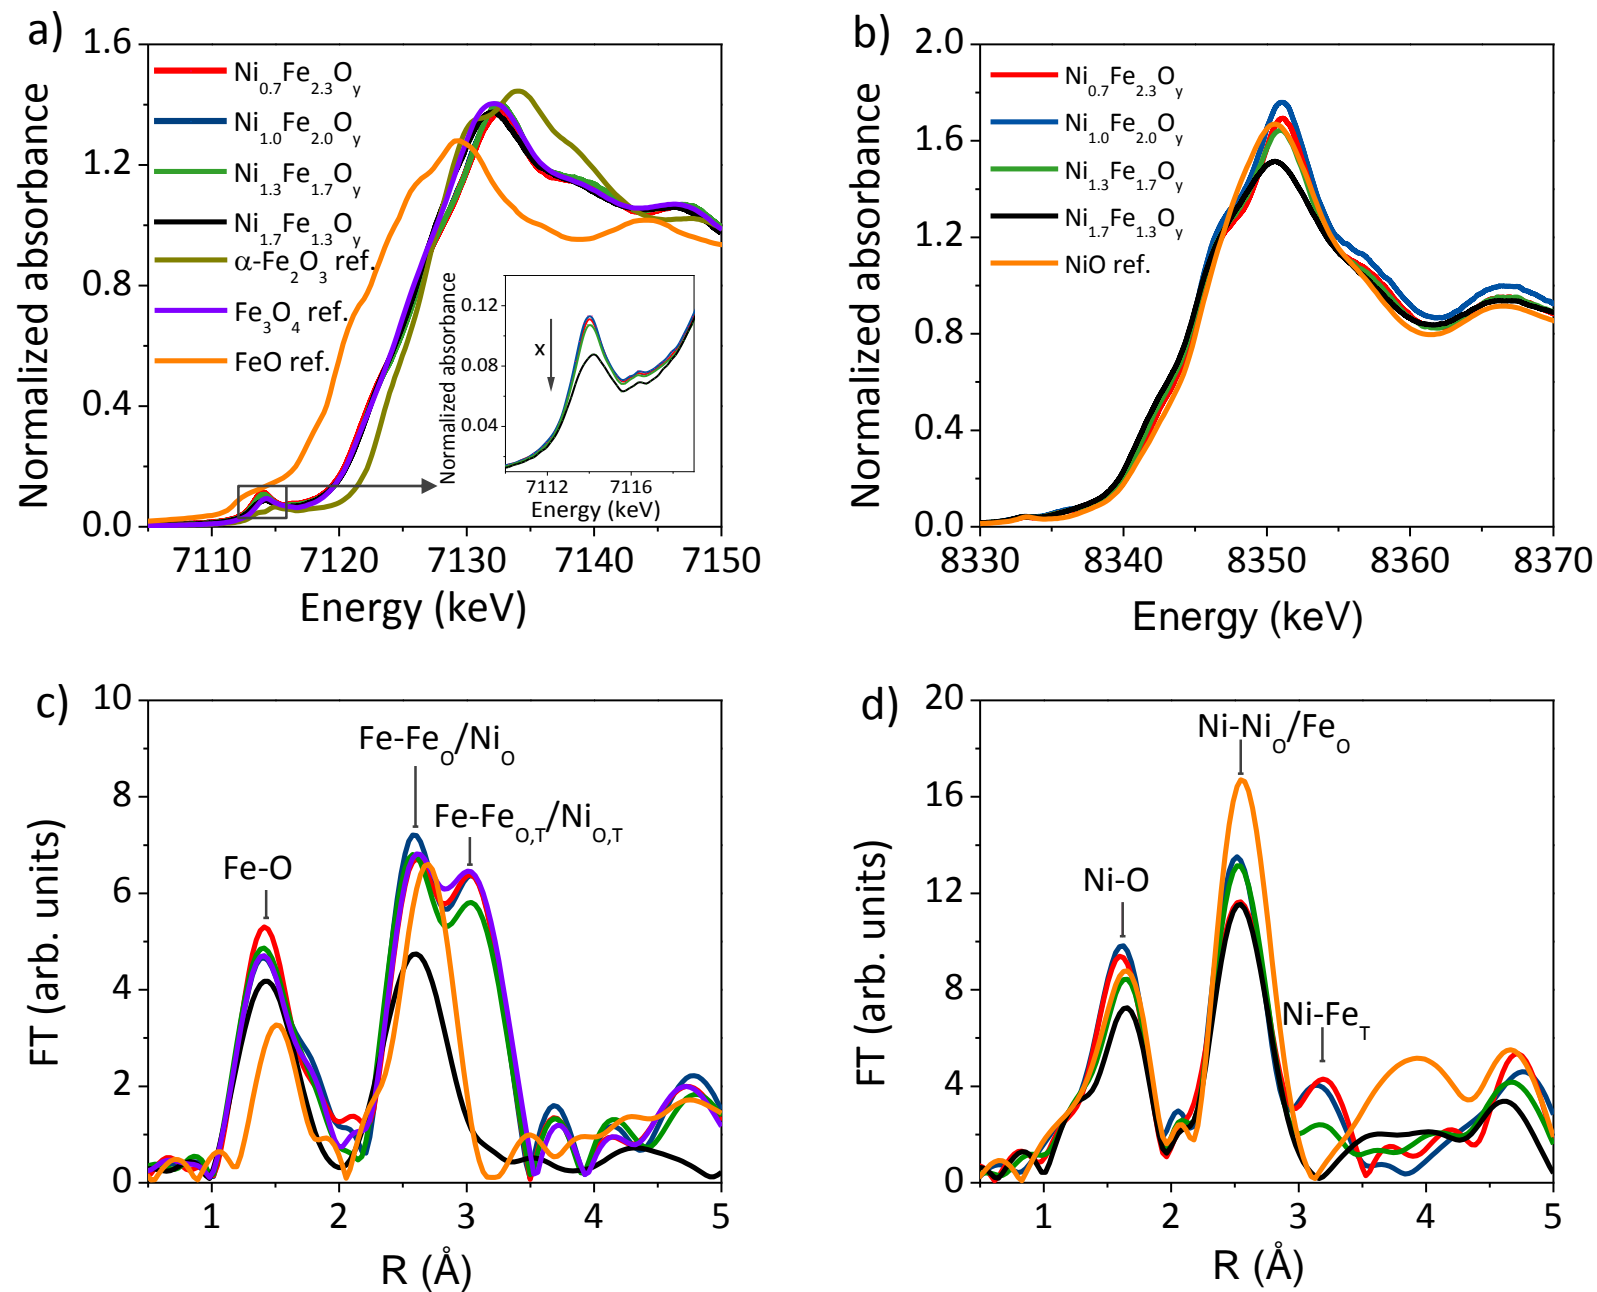 a)
1.6
1.2
0.8
0.4
0.0
Normalized absorbance
Ni0.7Fe2.3Oy
Ni1.0Fe2.0Oy
Ni1.3Fe1.7Oy
Ni1.7Fe1.3Oy
α-Fe2O3 ref.
Fe3O4 ref.
FeO ref.
0.12
0.08
0.04
Normalized absorbance
x
7112 7116
Energy (keV)
7110 7120 7130 7140 7150
Energy (keV)
b)
2.0
1.6
1.2
0.8
0.4
0.0
Normalized absorbance
Ni0.7Fe2.3Oy
Ni1.0Fe2.0Oy
Ni1.3Fe1.7Oy
Ni1.7Fe1.3Oy
NiO ref.
8330 8340 8350 8360 8370
Energy (keV)
c)
10
8
6
4
2
0
FT (arb. units)
Fe-FeO/NiO
Fe-FeO,T/NiO,T
Fe-O
1 2 3 4 5
R (Å)
d)
20
16
12
8
4
0
FT (arb. units)
Ni-NiO/FeO
Ni-O
Ni-FeT
1 2 3 4 5
R (Å)